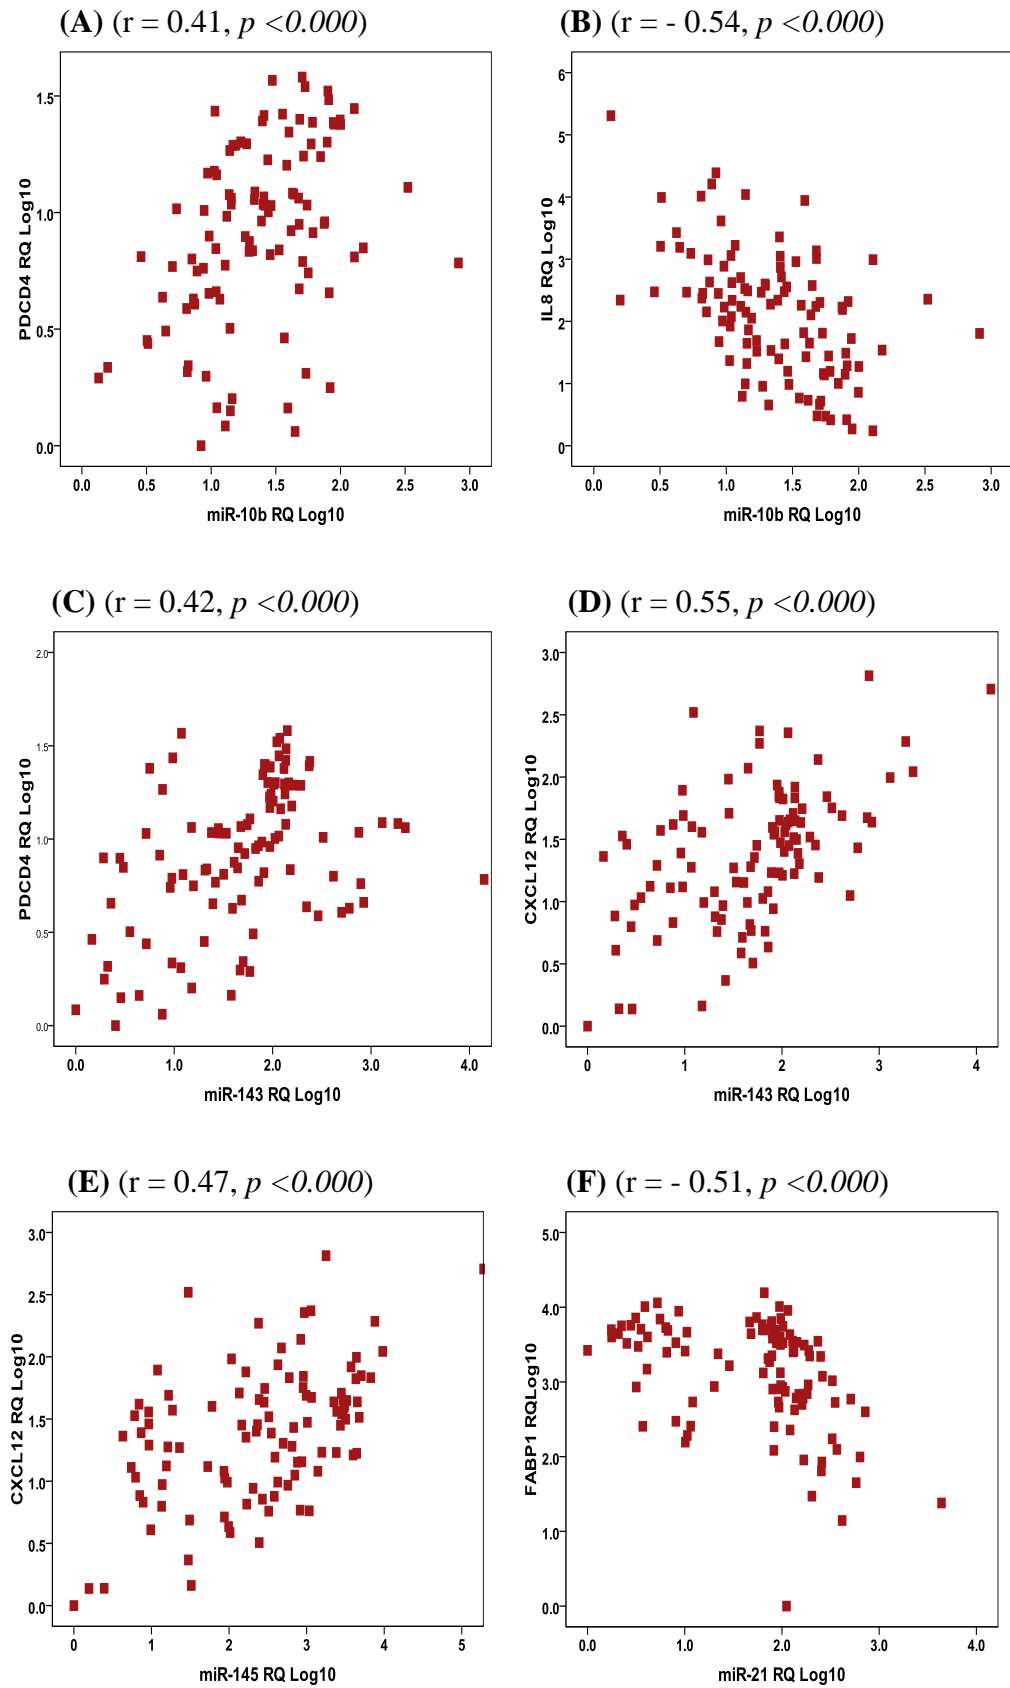 (A) (r = 0.41, p <0.000)
(B) (r = - 0.54, p <0.000)
PDCD4 RQ Log10
1.5
1.0
0.5
0.0
0.0 0.5 1.0 1.5 2.0 2.5 3.0
miR-10b RQ Log10
IL8 RQ Log10
6
5
4
3
2
1
0
0.0 0.5 1.0 1.5 2.0 2.5 3.0
miR-10b RQ Log10
(C) (r = 0.42, p <0.000)
(D) (r = 0.55, p <0.000)
PDCD4 RQ Log10
2.0
1.5
1.0
0.5
0.0
0.0 1.0 2.0 3.0 4.0
miR-143 RQ Log10
CXCL12 RQ Log10
3.0
2.5
2.0
1.5
1.0
0.5
0.0
0 1 2 3 4
miR-143 RQ Log10
(E) (r = 0.47, p <0.000)
(F) (r = - 0.51, p <0.000)
CXCL12 RQ Log10
3.0
2.5
2.0
1.5
1.0
0.5
0.0
0 1 2 3 4 5
miR-145 RQ Log10
FABP1 RQLog10
5.0
4.0
3.0
2.0
1.0
0.0
0.0 1.0 2.0 3.0 4.0
miR-21 RQ Log10